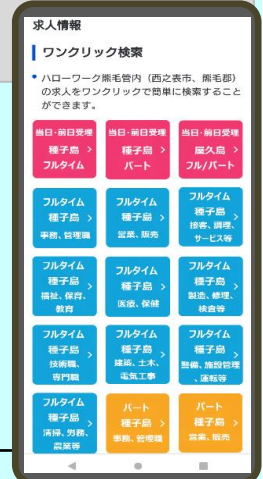 求人情報
ワンクリック検索
ハローワーク熊毛管内（西之表市、熊毛郡）
の求人をワンクリックで簡単に検索すること
ができます。
当日・前日受理
種子島
フルタイム
当日・前日受理
種子島
パート
当日・前日受理
屋久島
フル/パート
フルタイム
種子島
事務、管理職
フルタイム
種子島
営業、販売
フルタイム
種子島
接客、調理、
サービス等
フルタイム
種子島
福祉、保育、
教育
フルタイム
種子島
医療、保健
フルタイム
種子島
製造、修理、
検査等
フルタイム
種子島
技術職、
専門職
フルタイム
種子島
建築、土木、
電気工事
フルタイム
種子島
整備、施設管理
、運転等
フルタイム
種子島
清掃、労務、
農業等
パート
種子島
事務、管理職
パート
種子島
営業、販売